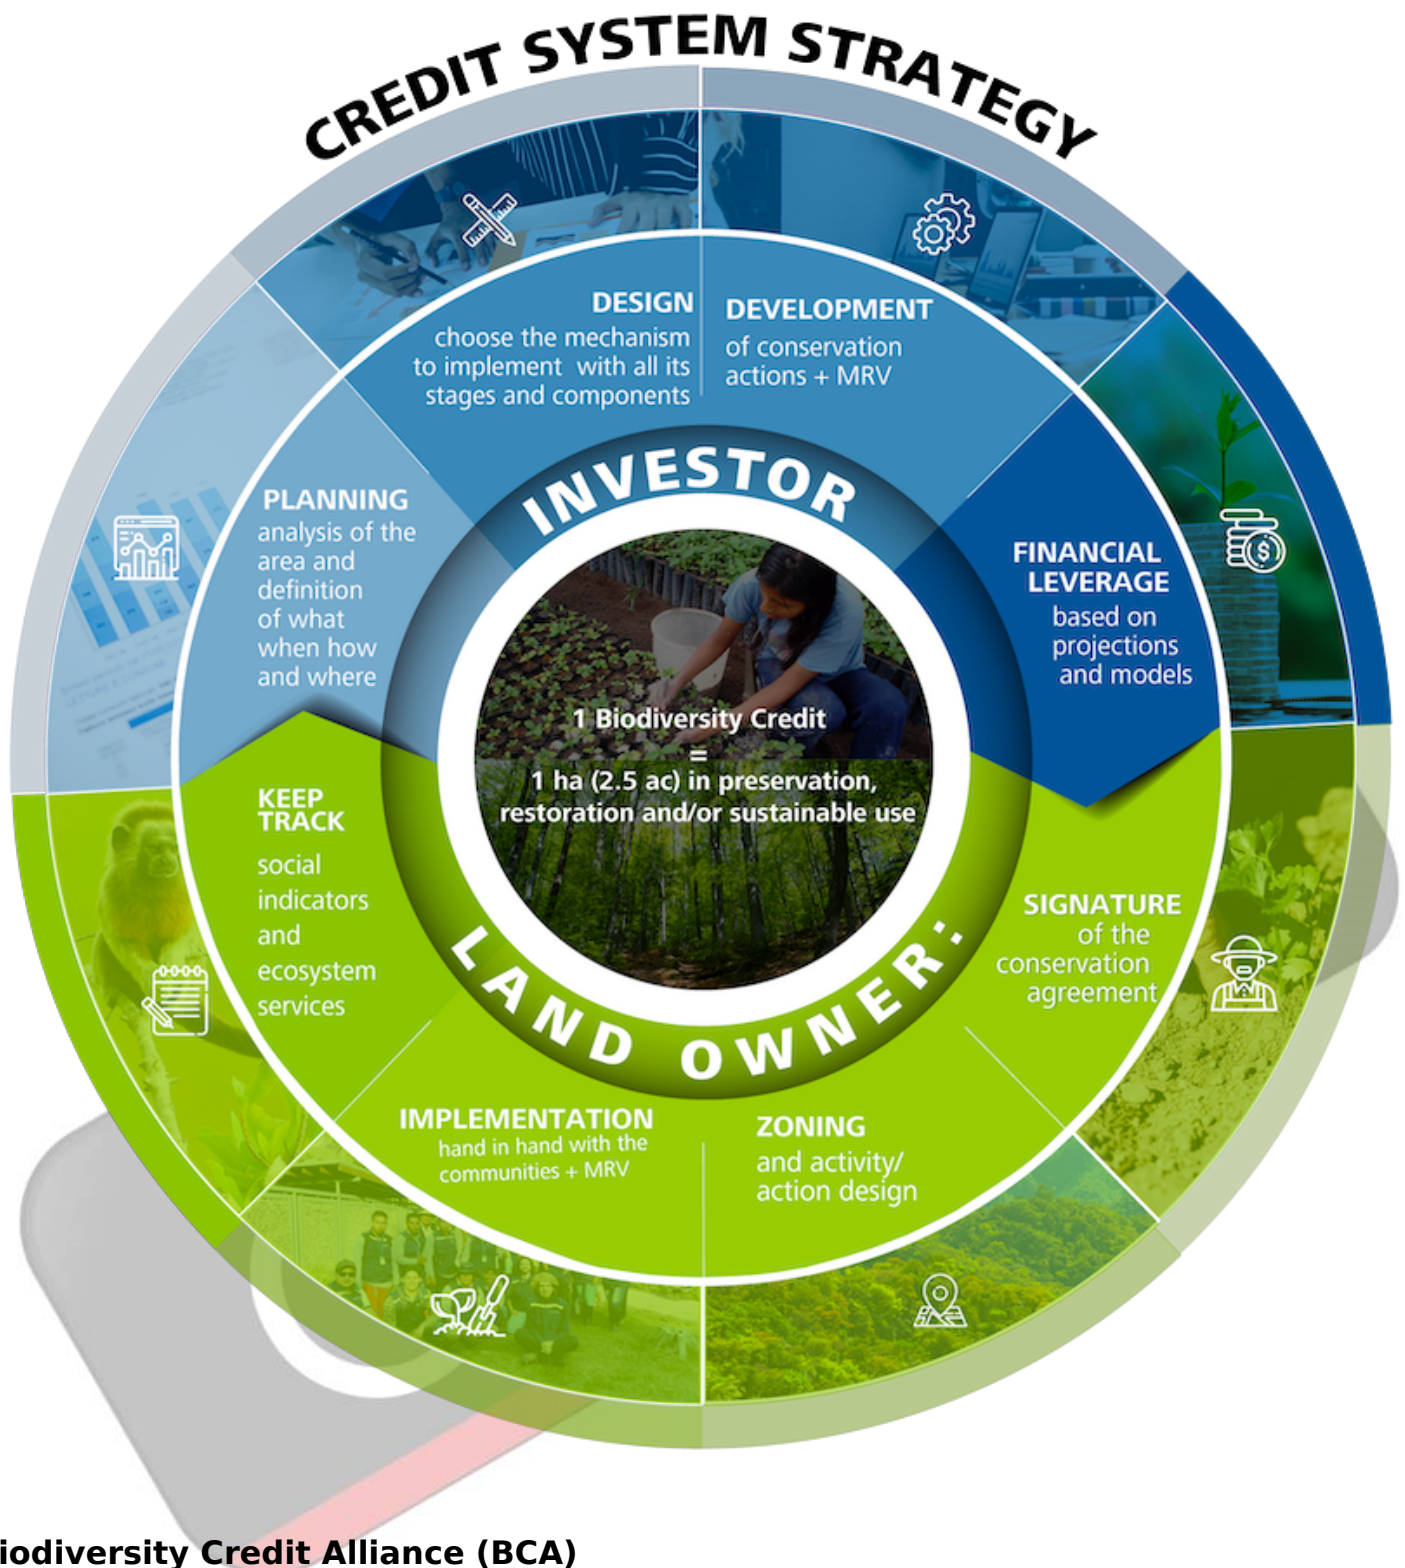 CREDIT SYSTEM STRATEGY
DESIGN
choose the mechanism
to implement with all its
stages and components
DEVELOPMENT
of conservation
actions + MRV
INVESTOR
PLANNING
analysis of the
area and
definition
of what
when how
and where
FINANCIAL
LEVERAGE
based on
projections
and models
1 Biodiversity Credit
=
1 ha (2.5 ac) in preservation,
restoration and/or sustainable use
KEEP
TRACK
social
indicators
and
ecosystem
services
SIGNATURE
of the
conservation
agreement
LAND OWNER:
IMPLEMENTATION
hand in hand with the
communities + MRV
ZONING
and activity/
action design
iodiversity Credit Alliance (BCA)